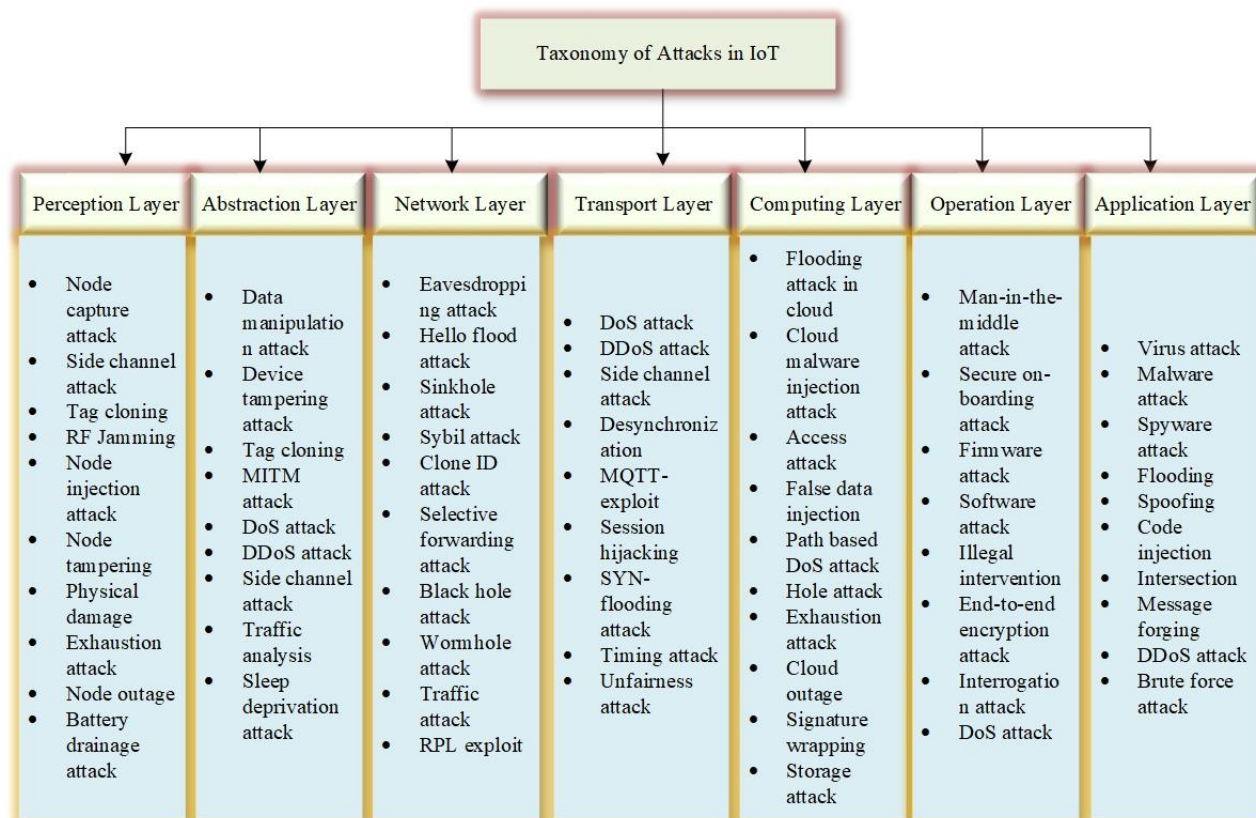 Taxonomy of Attacks in IoT
Perception Layer
• Node
capture
attack
• Side channel
attack
• Tag cloning
• RF Jamming
• Node
injection
attack
• Node
tampering
• Physical
damage
• Exhaustion
attack
• Node outage
• Battery
drainage
attack
Abstraction Layer
• Data
manipulatio
n attack
• Device
tampering
attack
• Tag cloning
• MITM
attack
• DoS attack
• DDoS attack
• Side channel
attack
• Traffic
analysis
• Sleep
deprivation
attack
Network Layer
• Eavesdroppi
ng attack
• Hello flood
attack
• Sinkhole
attack
• Sybil attack
• Clone ID
attack
• Selective
forwarding
attack
• Black hole
attack
• Wormhole
attack
• Traffic
attack
• RPL exploit
Transport Layer
• DoS attack
• DDoS attack
• Side channel
attack
• Desynchroniz
ation
• MQTT-
exploit
• Session
hijacking
• SYN-
flooding
attack
• Timing attack
• Unfairness
attack
Computing Layer
• Flooding
attack in
cloud
• Cloud
malware
injection
attack
• Access
attack
• False data
injection
• Path based
DoS attack
• Hole attack
• Exhaustion
attack
• Cloud
outage
• Signature
wrapping
• Storage
attack
Operation Layer
• Man-in-the-
middle
attack
• Secure on-
boarding
attack
• Firmware
attack
• Software
attack
• Illegal
intervention
• End-to-end
encryption
attack
• Interrogatio
n attack
• DoS attack
Application Layer
• Virus attack
• Malware
attack
• Spyware
attack
• Flooding
• Spoofing
• Code
injection
• Intersection
• Message
forging
• DDoS attack
• Brute force
attack